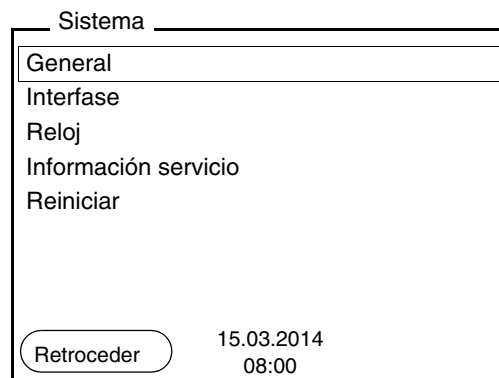 Sistema
General
Interfase
Reloj
Información servicio
Reiniciar
Retroceder
15.03.2014
08:00